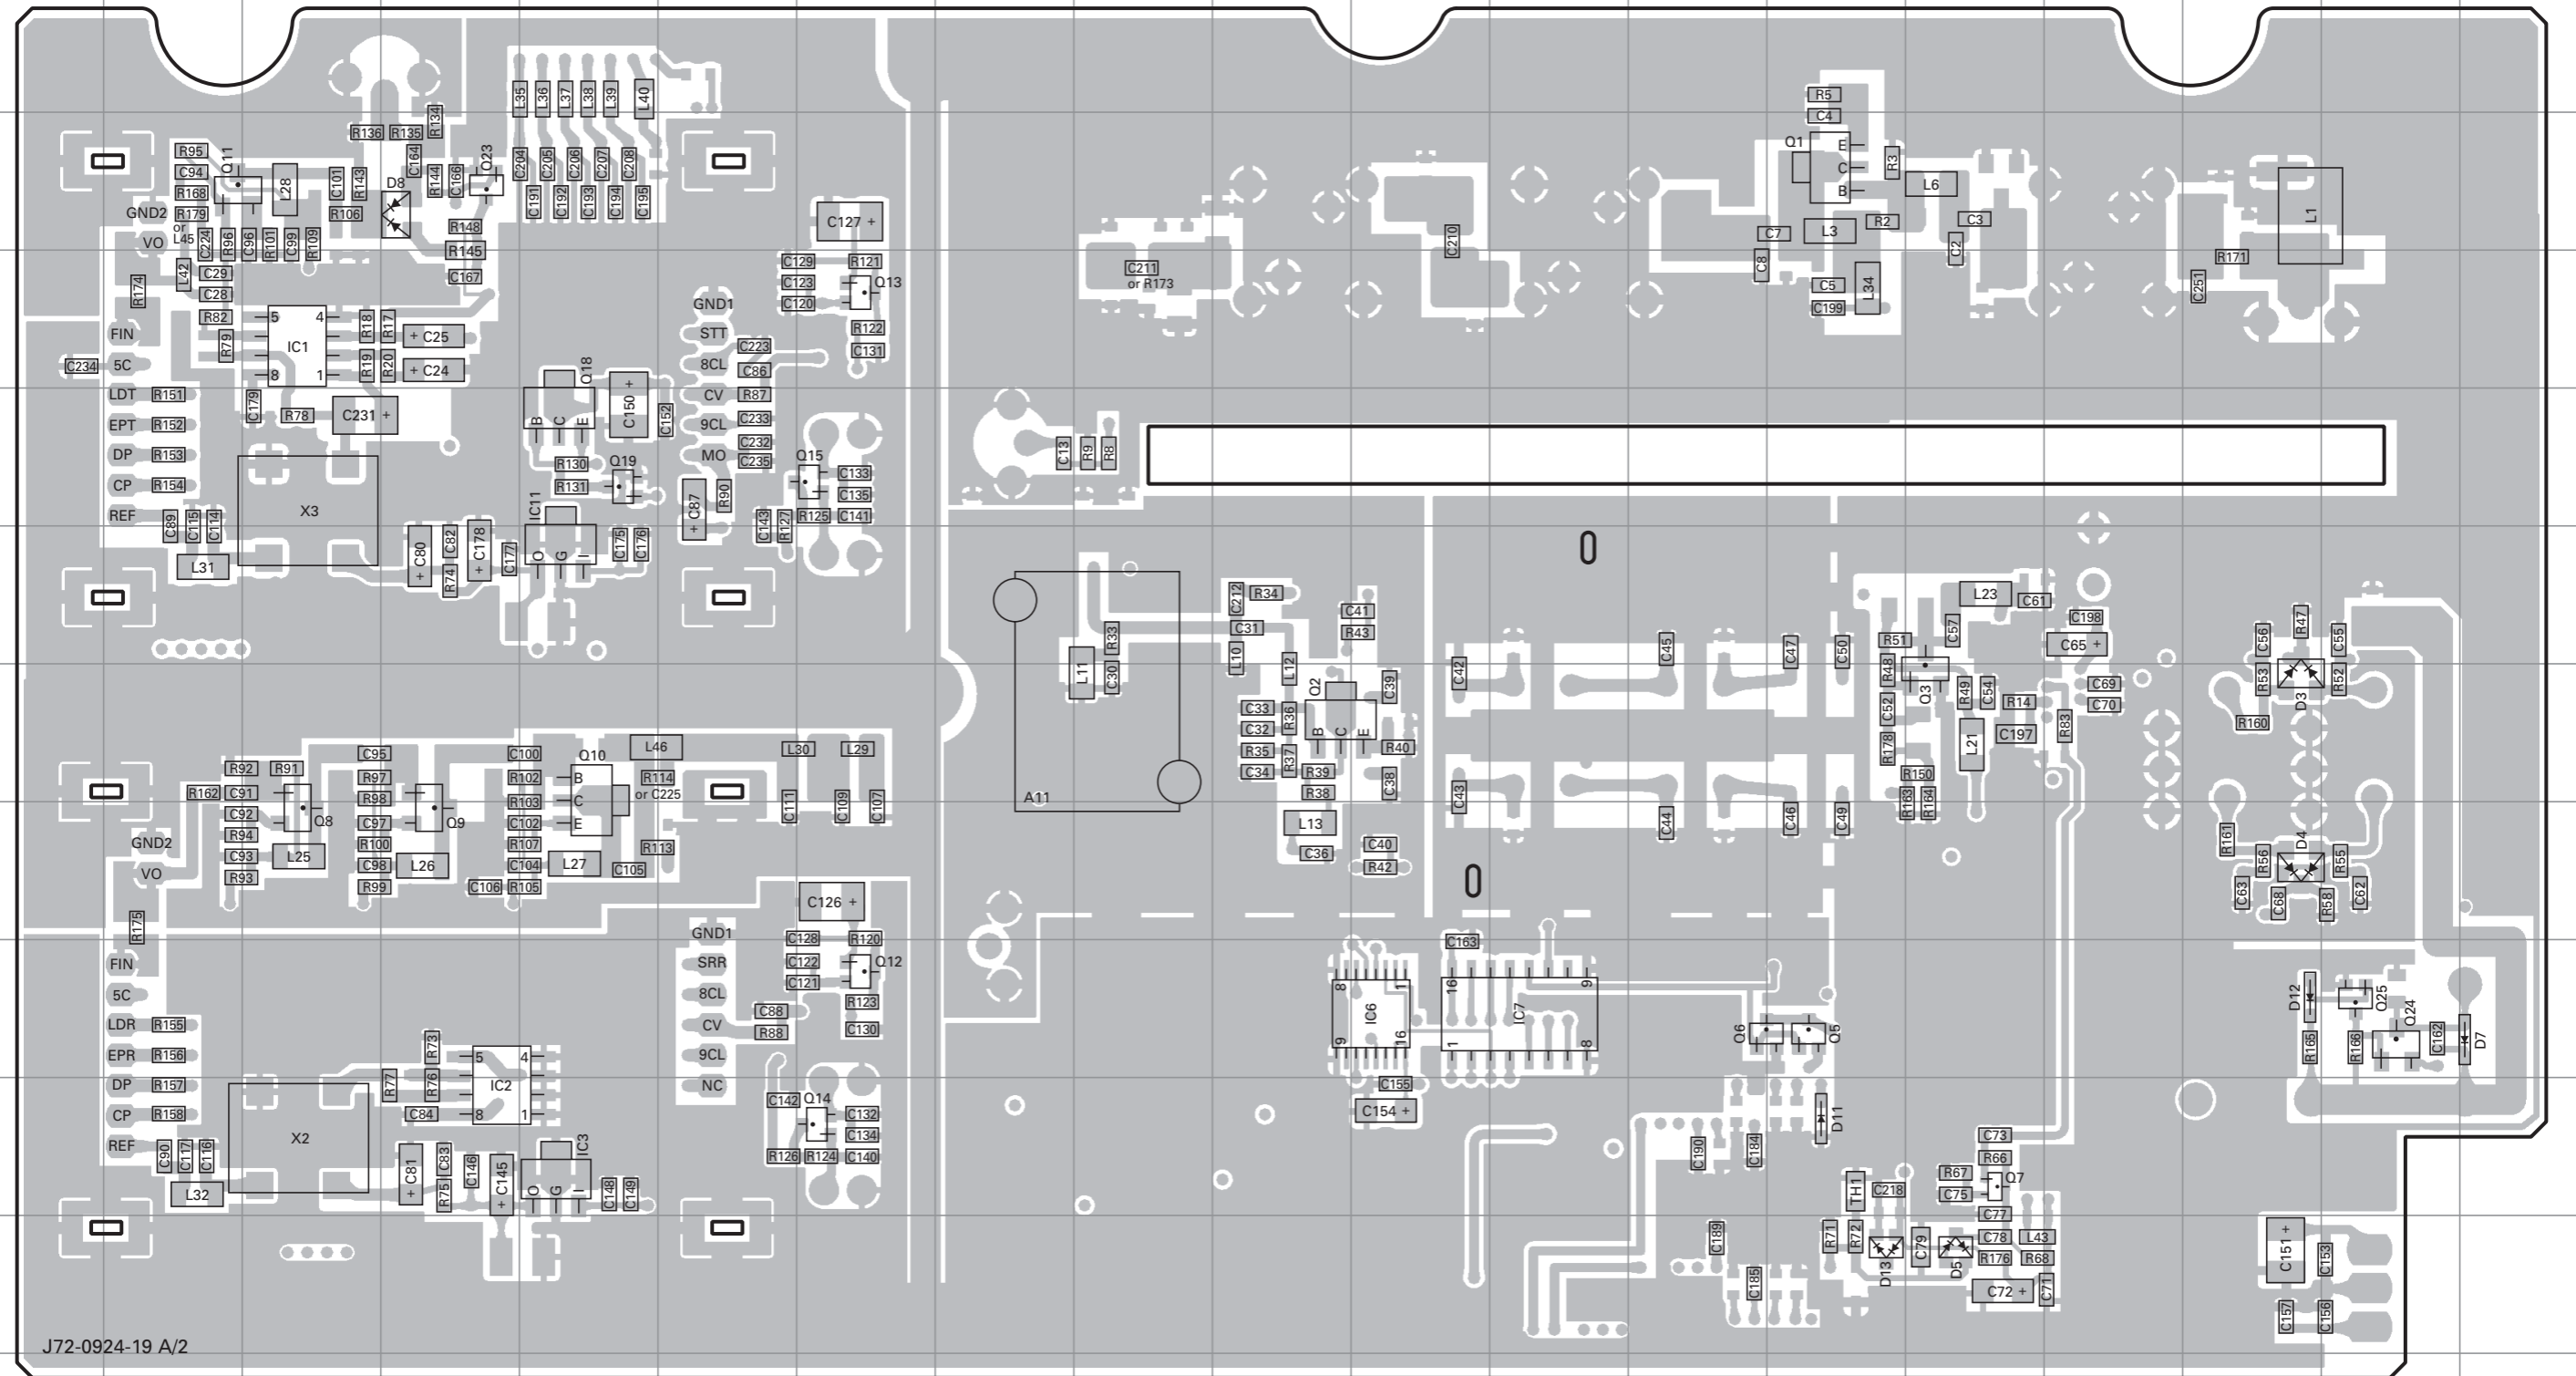 L35 L36 L37 L38 L39 L40
R5
C4
R136 R135 R134
Q1 E C B R3
R95 Q11 C164 Q23 C204 C205 C206 C207 C208
C94
R168 L28 C101 R143 D8 R144 C166 C191 C192 C193 C194 C195
L6
GND2 R179 or L45 R106 R148 C127 + C7 L3 R2 C3 L1
VO C224 R96 C96 R101 C99 R109 R145 C210 C2
L42 C29 C167 C129 R121 C211 or R173 C8 R171
R174 C28 C123 Q13 C5 L34 C251
GND1 C120 C199
R82 5 4 R18 R17
FIN R79 IC1 + C25 STT R122
C234 5C R19 R20 + C24 8CL C223 C131
8 1 Q18 C86
LDT R151 C179 R78 C231 + B C E + C150 C152 CV R87
EPT R152 9CL C233
C232
DP R153 R130 Q19 MO C235 Q15 C133 C13 R9 R8
CP R154 R131 C87 + R90 C135
REF C89 C115 C114 X3 IC11 C143 R127 R125 C141
L31 C80 + C82 R74 C178 + C177 O G I C175 C176
C212 R34 L23 C61
C41 C198 R47
C31 R43 R51 C57 C65 + C56 C55
R33 L10 L12 C45 C47 C50
L11 C30 Q2 C39 C42 R48 Q3 R49 C54 C69 R53 D3 R52
C33 R36 B C E C52 R14 C70
C32 R83 R160
C95 C100 Q10 L46 L30 L29 R35 R37 R40 R178 L21 C197
R92 R91 R97 R102 B R114 or C225 C34 R39 C38 R150
R162 C91 R98 R103 C C111 C109 C107 A11 R38 C43 R163 R164
C92 Q8 C97 Q9 C102 E L13 C44 C46 C49
GND2 R94 R100 R107 R113 C40 R161 D4
C93 L25 C98 L26 C104 L27 C105 C36 R42 R56 R55
VO R93 R99 C106 R105 C63 C68 R58 C62
C126 +
R175 GND1 C128 R120 C163
FIN SRR C122 Q12
5C 8CL C121 8 1 IC6 9 16 16 9 IC7 1 8 D12 Q25
C88 R123 Q24
LDR R155 CV R88 C130 Q6 Q5 R165 R166 C162 D7
EPR R156 R73 5 4 9CL
DP R157 R77 R76 IC2 NC C155
CP R158 C84 8 1 C142 Q14 C132 C154 + D11
REF X2 IC3 C134 C73
C90 C117 C116 C81 + C83 C146 C145 + R126 R124 C140 C190 C184 R66
L32 R75 O G I C148 C149 R67 Q7
TH1 C218 C75
C77
C189 R71 R72 C79 C78 L43 C151 + C153
D13 D5 R176 R68
C185 C72 + C71
C157 C156
J72-0924-19 A/2